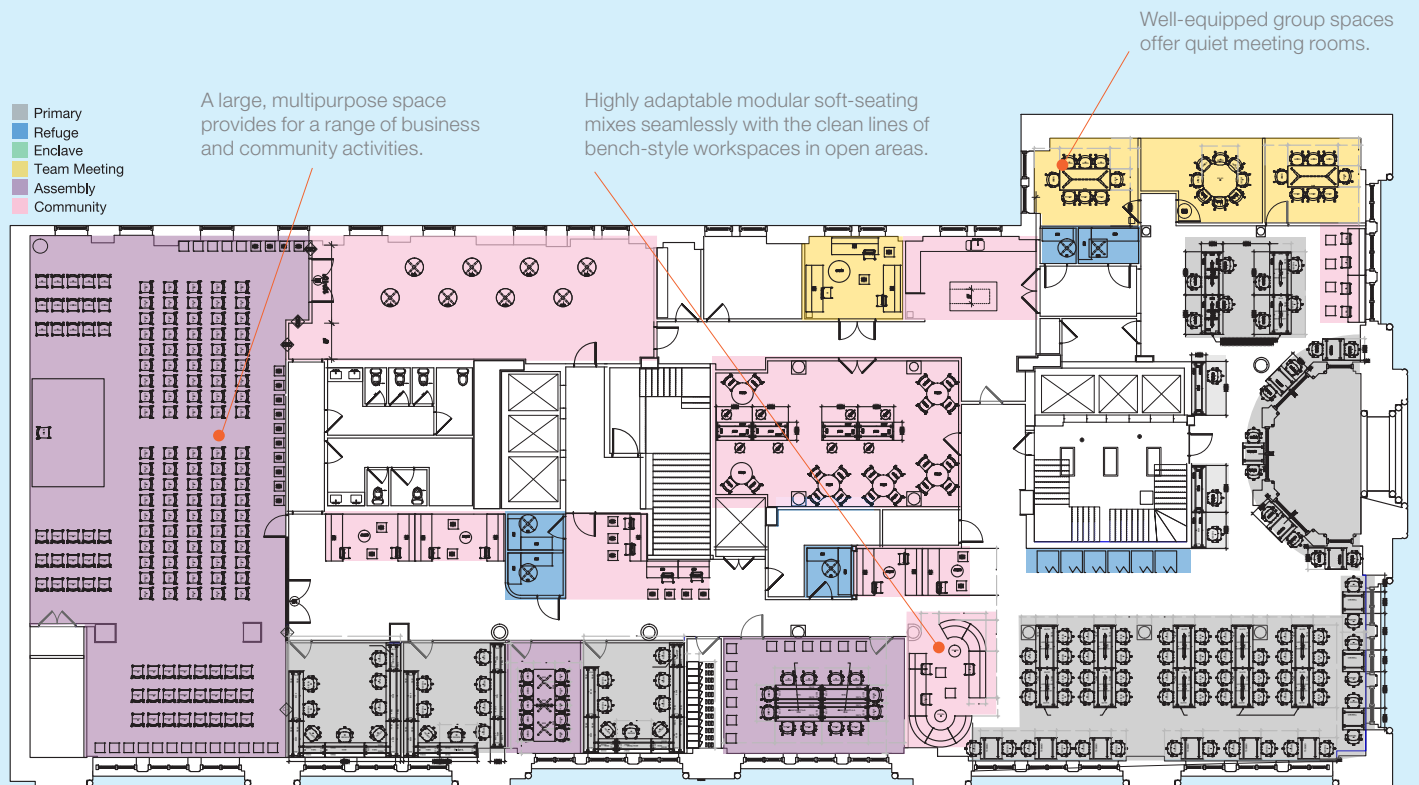 Well-equipped group spaces
offer quiet meeting rooms.
A large, multipurpose space
provides for a range of business
and community activities.
Highly adaptable modular soft-seating
mixes seamlessly with the clean lines of
bench-style workspaces in open areas.
Primary
Refuge
Enclave
Team Meeting
Assembly
Community